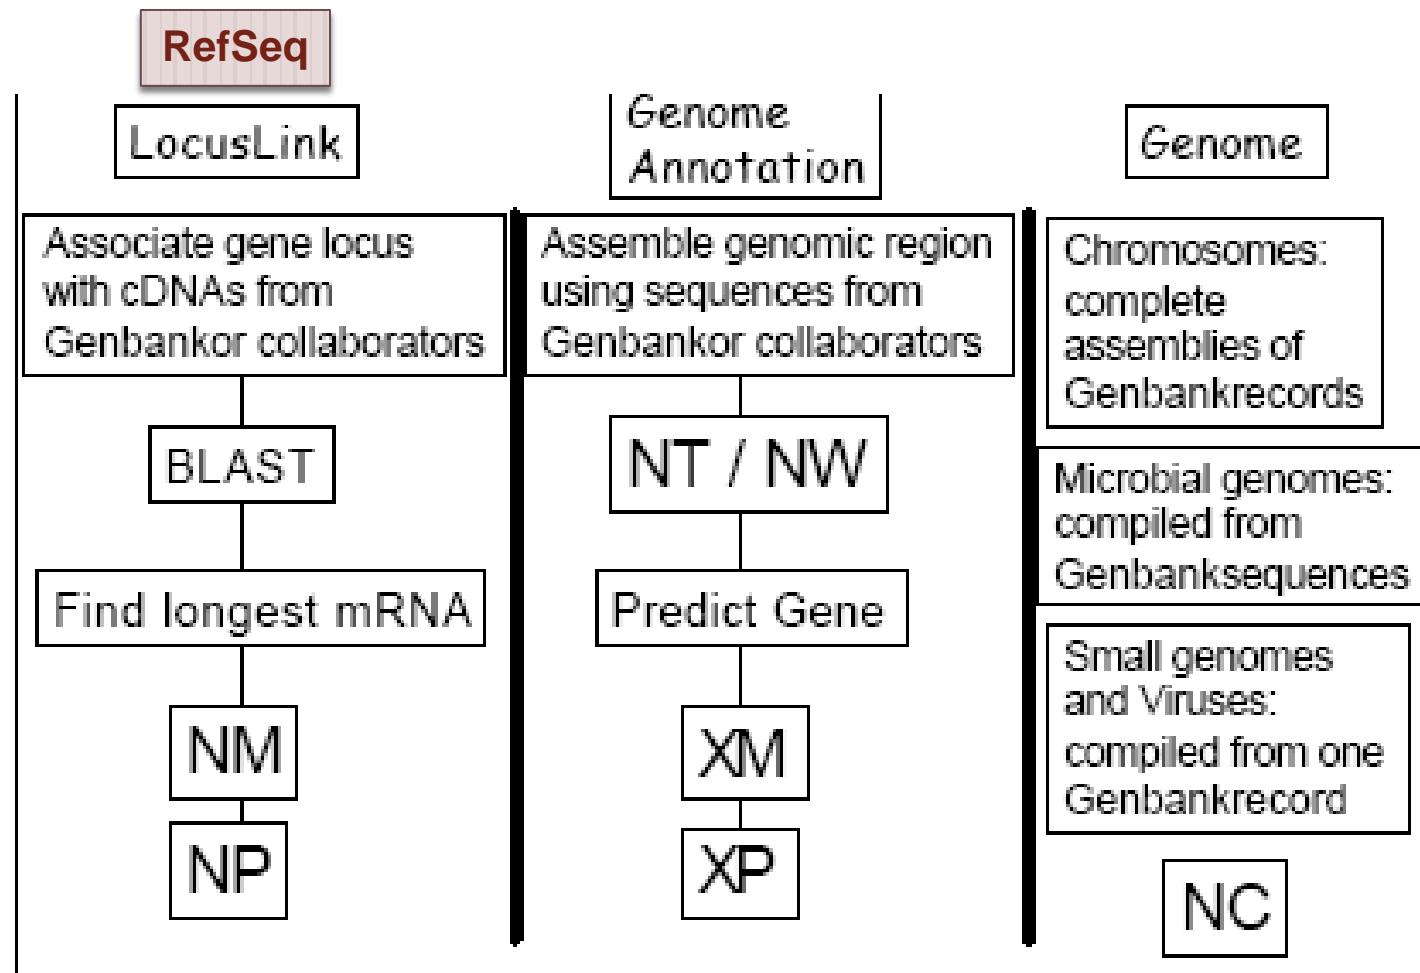 RefSeq
LocusLink
Associate gene locus
with cDNAs from
Genbankor collaborators
BLAST
Find longest mRNA
NM
NP
Genome
Annotation
Assemble genomic region
using sequences from
Genbankor collaborators
NT / NW
Predict Gene
XM
XP
Genome
Chromosomes:
complete
assemblies of
Genbankrecords
Microbial genomes:
compiled from
Genbanksequences
Small genomes
and Viruses:
compiled from one
Genbankrecord
NC